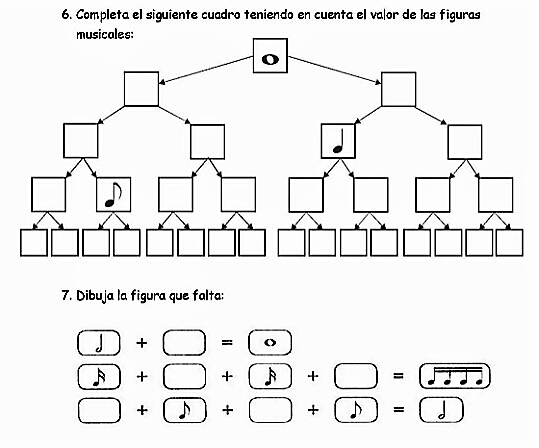 6. Completa el siguiente cuadro teniendo en cuenta el valor de las figuras
musicales:
7. Dibuja la figura que falta:
+ =
+ + + =
+ + + =